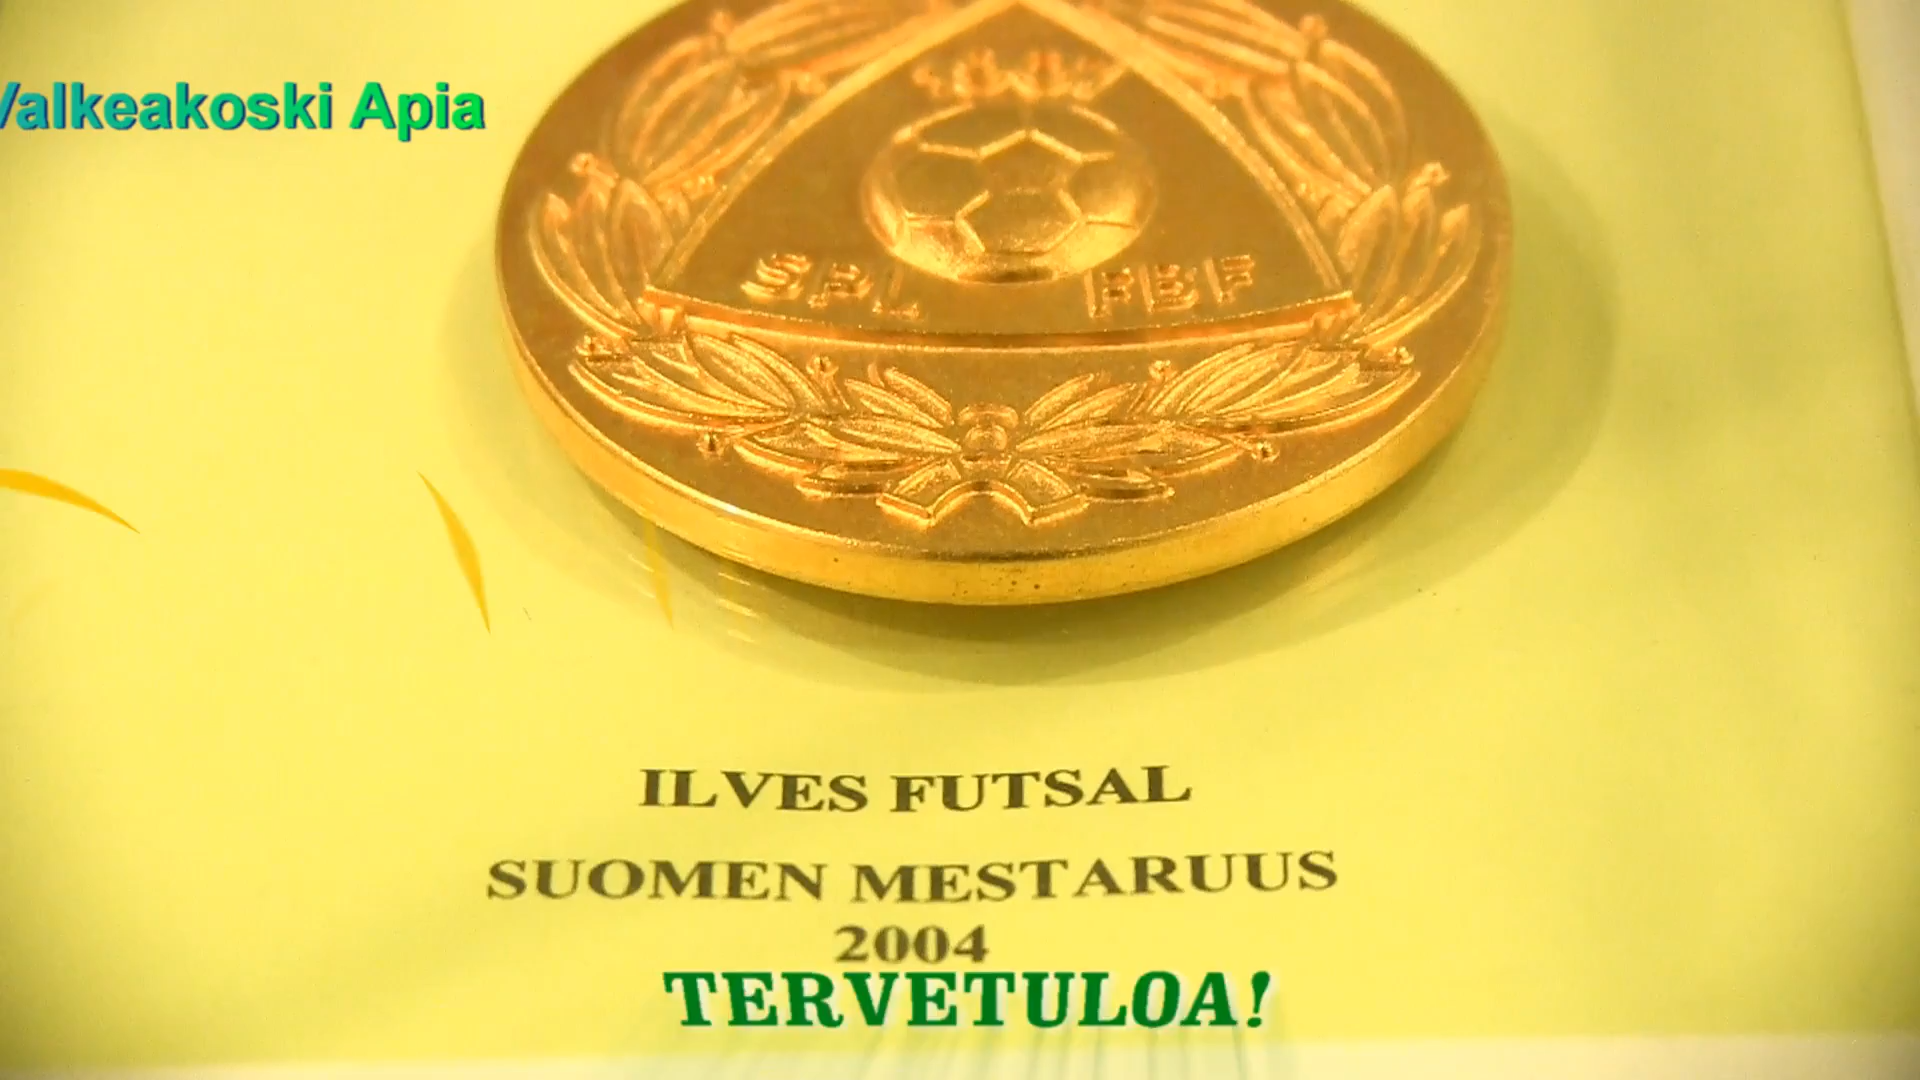 Valkeakoski Apia
SPL FBF
ILVES FUTSAL
SUOMEN MESTARUUS
2004
TERVETULOA!